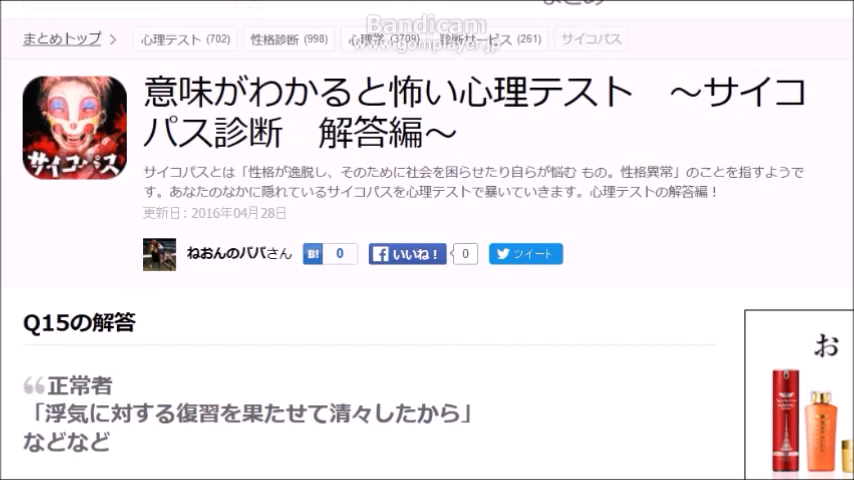 まとめ
Bandicam
www.gomplayer.jp
まとめトップ
心理テスト (702)
性格診断 (998)
心理学 (3709)
診断サービス (261)
サイコパス
サイコパス
意味がわかると怖い心理テスト ～サイコ
パス診断 解答編～
サイコパスとは「性格が逸脱し、そのために社会を困らせたり自らが悩む もの。性格異常」のことを指すようで
す。あなたのなかに隠れているサイコパスを心理テストで暴いていきます。心理テストの解答編！
更新日: 2016年04月28日
ねおんのパパさん
B! 0
いいね！ 0
ツイート
Q15の解答
お
正常者
「浮気に対する復習を果たせて清々したから」
などなど